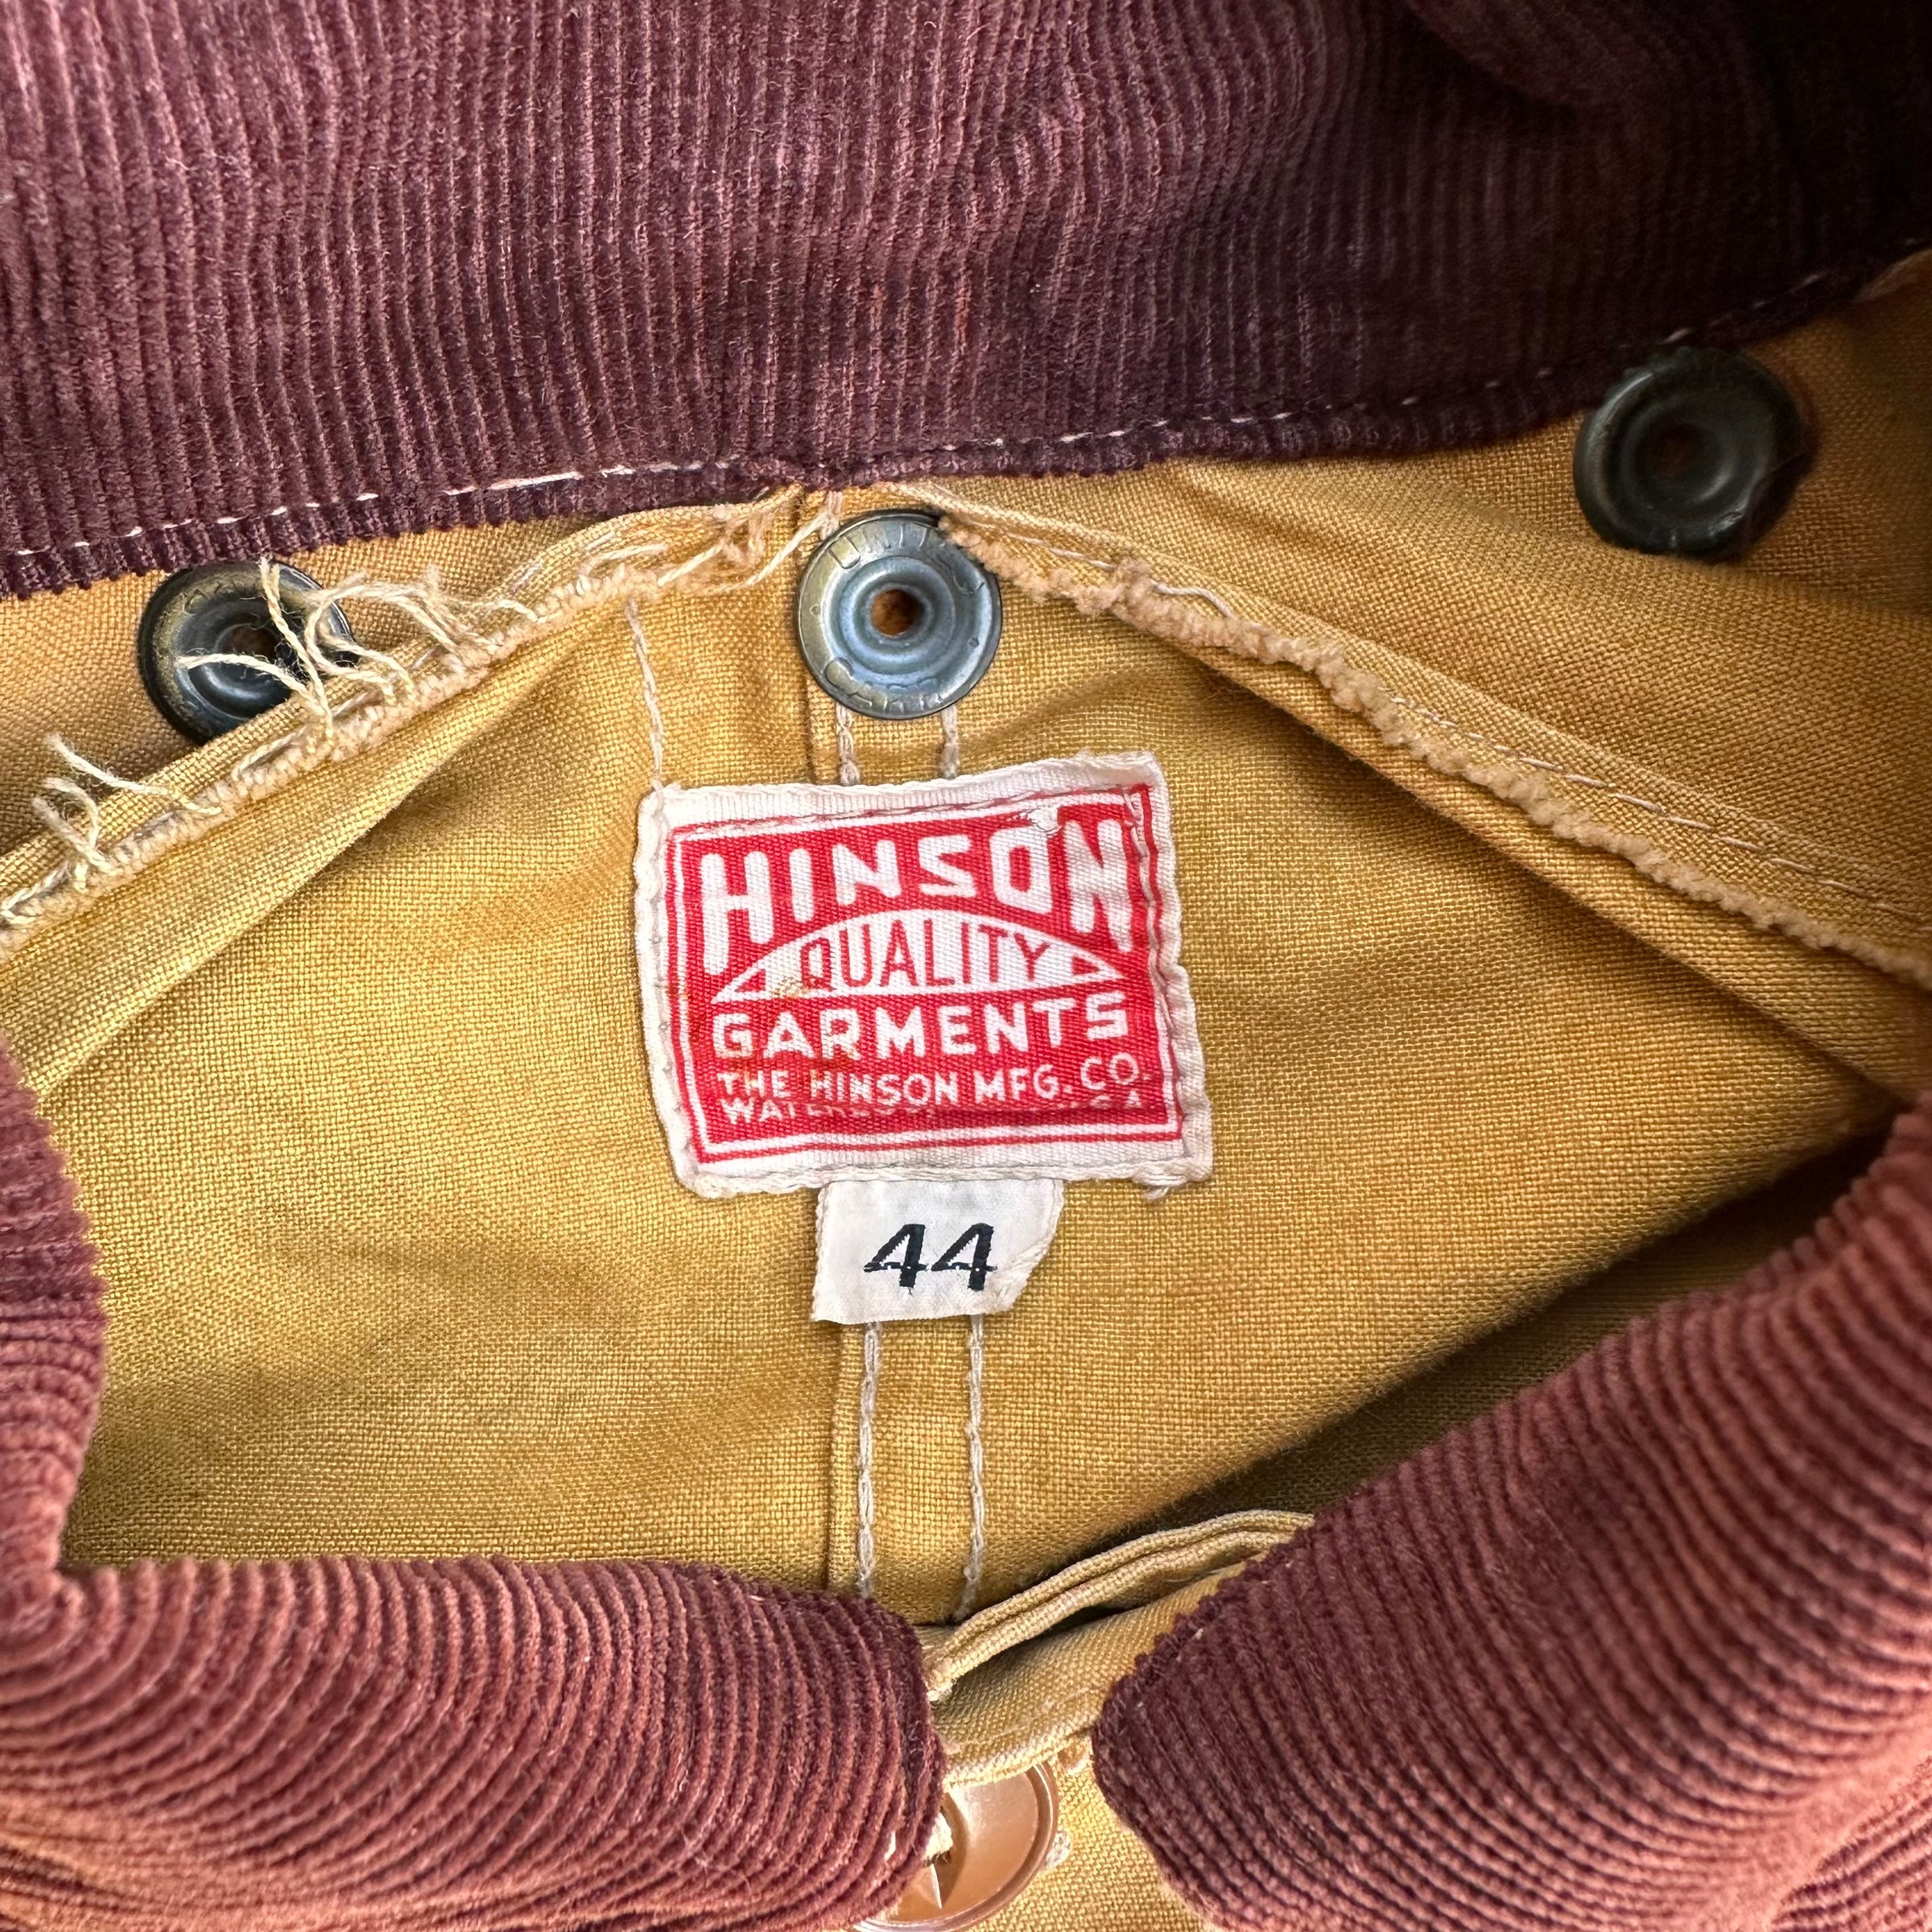 HINSON
QUALITY
GARMENTS
THE HINSON MFG. CO.
44